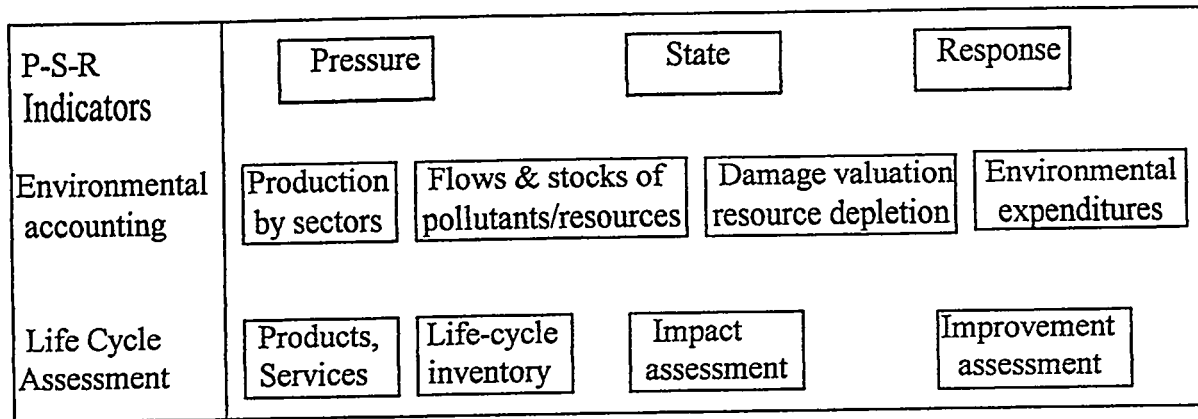 P-S-R
Indicators
Pressure
State
Response
Environmental
accounting
Production
by sectors
Flows & stocks of
pollutants/resources
Damage valuation
resource depletion
Environmental
expenditures
Life Cycle
Assessment
Products,
Services
Life-cycle
inventory
Impact
assessment
Improvement
assessment